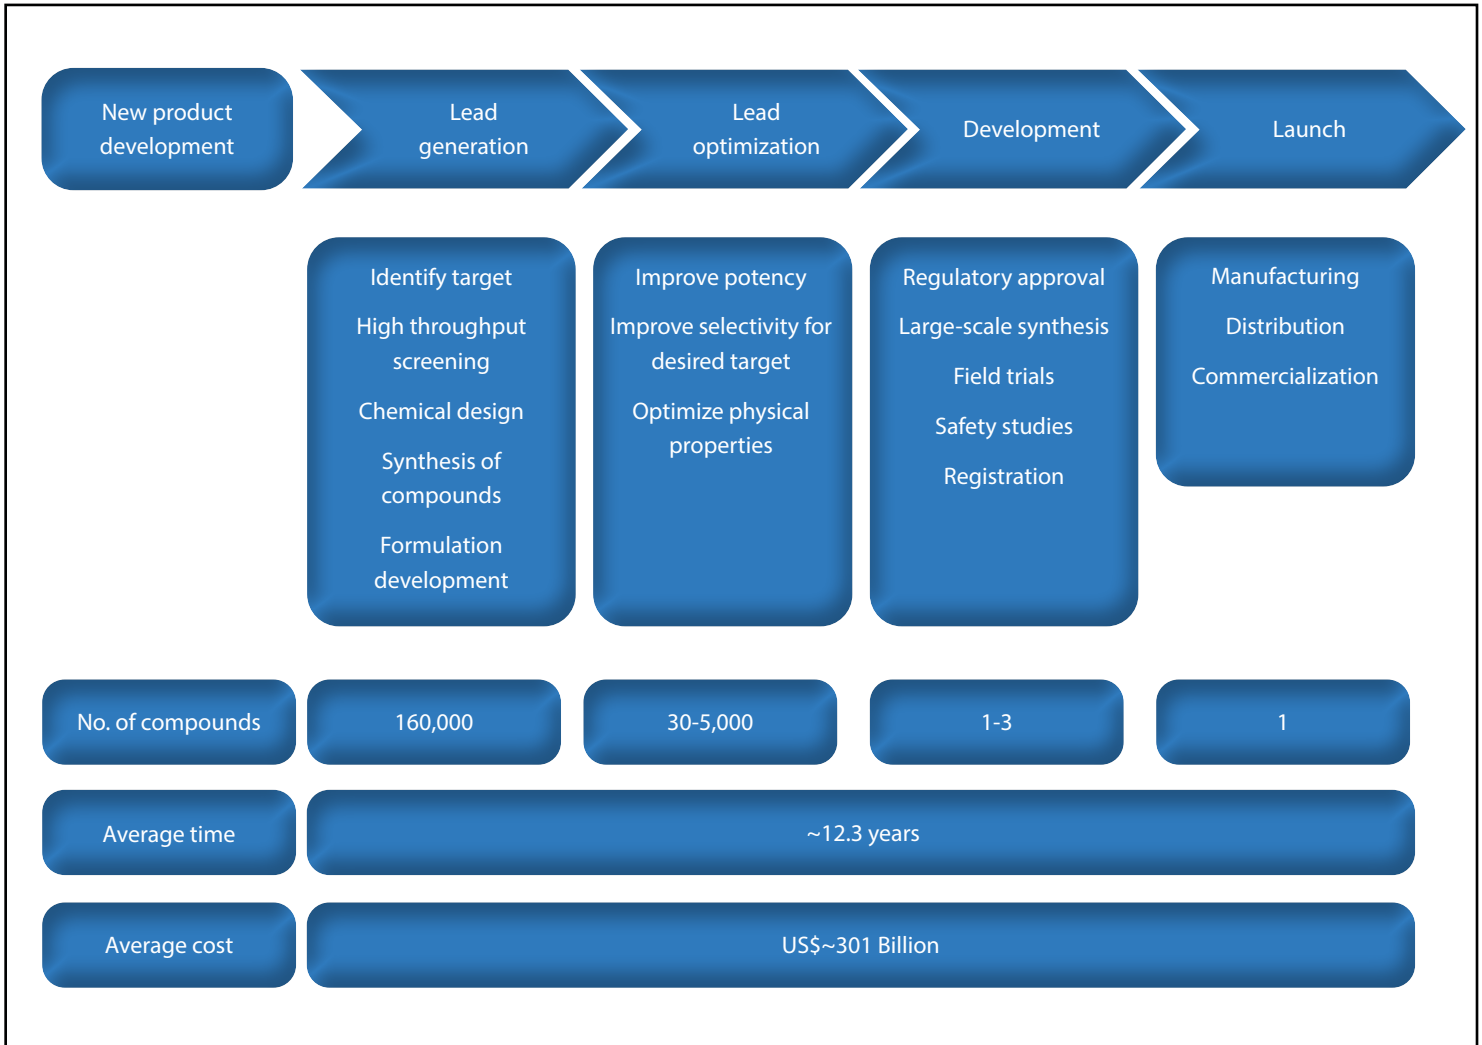 New product
development
Lead
generation
Lead
optimization
Development
Launch
Identify target
High throughput
screening
Chemical design
Synthesis of
compounds
Formulation
development
Improve potency
Improve selectivity for
desired target
Optimize physical
properties
Regulatory approval
Large-scale synthesis
Field trials
Safety studies
Registration
Manufacturing
Distribution
Commercialization
No. of compounds
160,000
30-5,000
1-3
1
Average time
~12.3 years
Average cost
US$~301 Billion